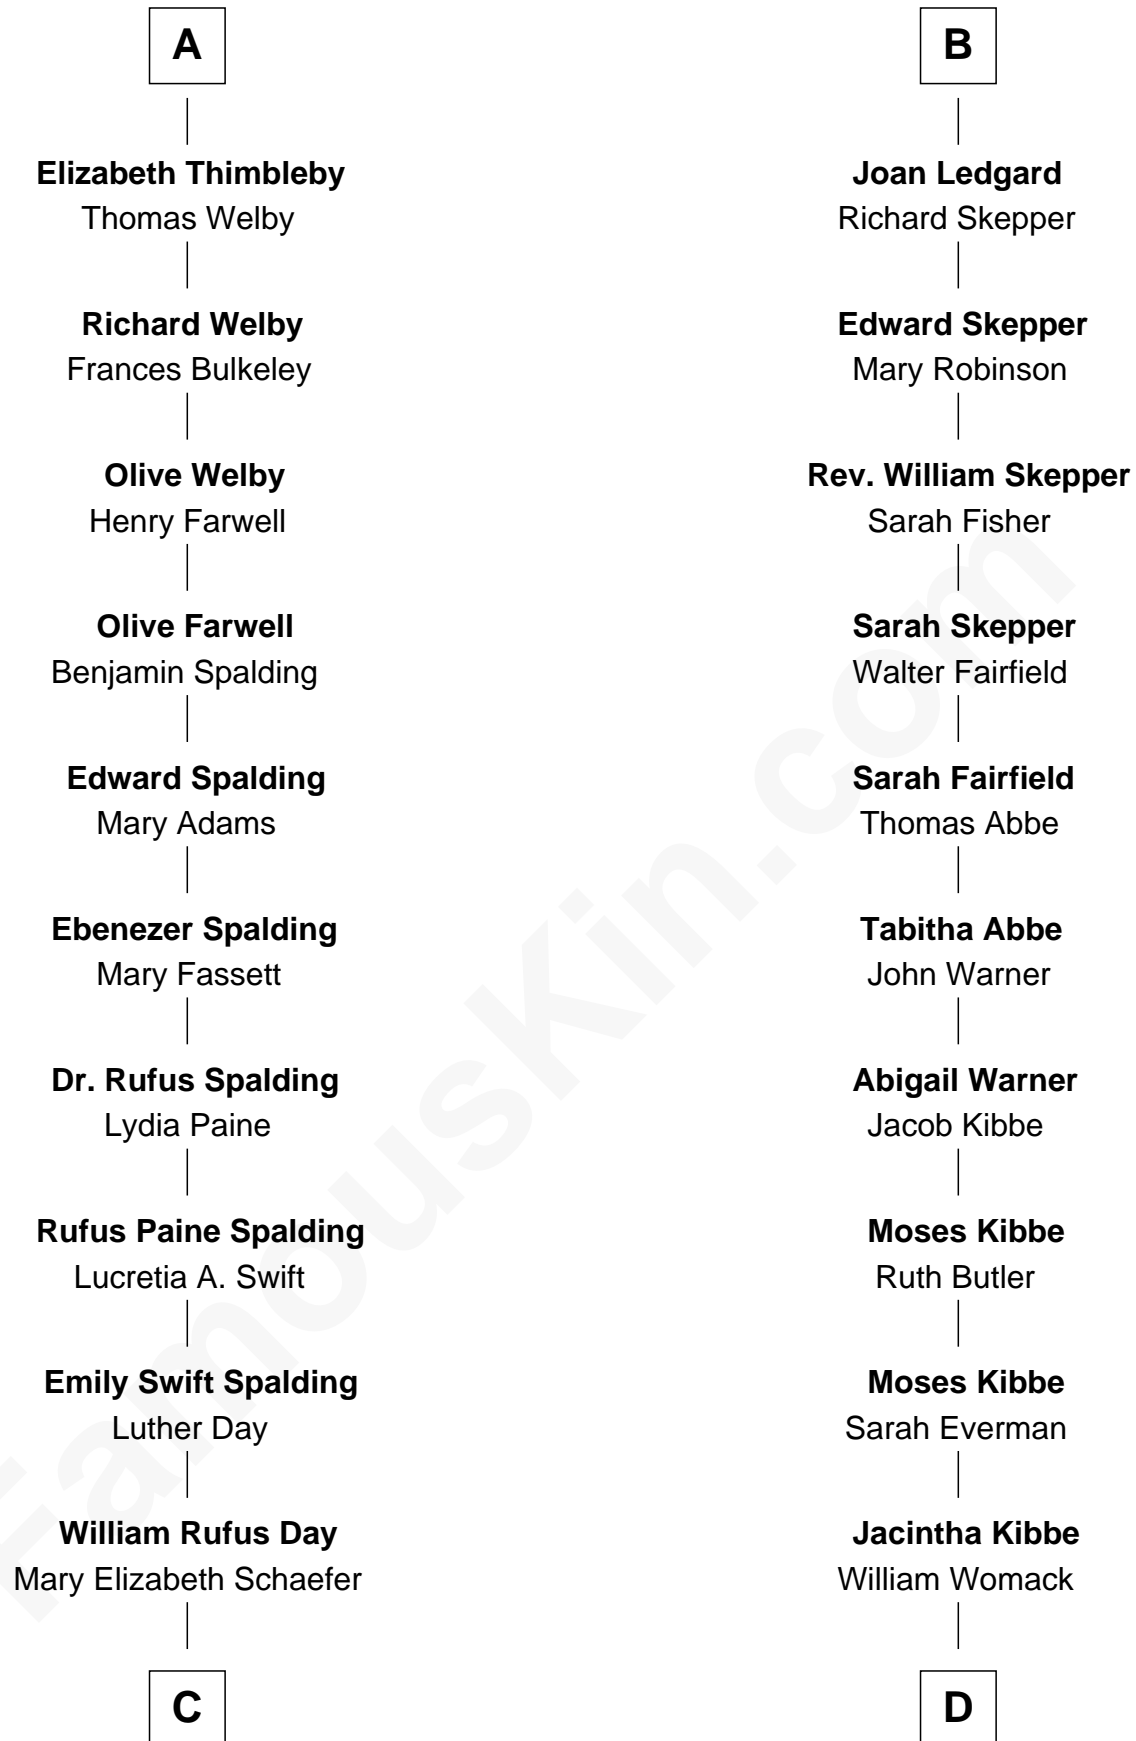 A
Elizabeth Thimbleby
Thomas Welby
Richard Welby
Frances Bulkeley
Olive Welby
Henry Farwell
Olive Farwell
Benjamin Spalding
Edward Spalding
Mary Adams
Ebenezer Spalding
Mary Fassett
Dr. Rufus Spalding
Lydia Paine
Rufus Paine Spalding
Lucretia A. Swift
Emily Swift Spalding
Luther Day
William Rufus Day
Mary Elizabeth Schaefer
C
B
Joan Ledgard
Richard Skepper
Edward Skepper
Mary Robinson
Rev. William Skepper
Sarah Fisher
Sarah Skepper
Walter Fairfield
Sarah Fairfield
Thomas Abbe
Tabitha Abbe
John Warner
Abigail Warner
Jacob Kibbe
Moses Kibbe
Ruth Butler
Moses Kibbe
Sarah Everman
Jacintha Kibbe
William Womack
D
FamousKin.com